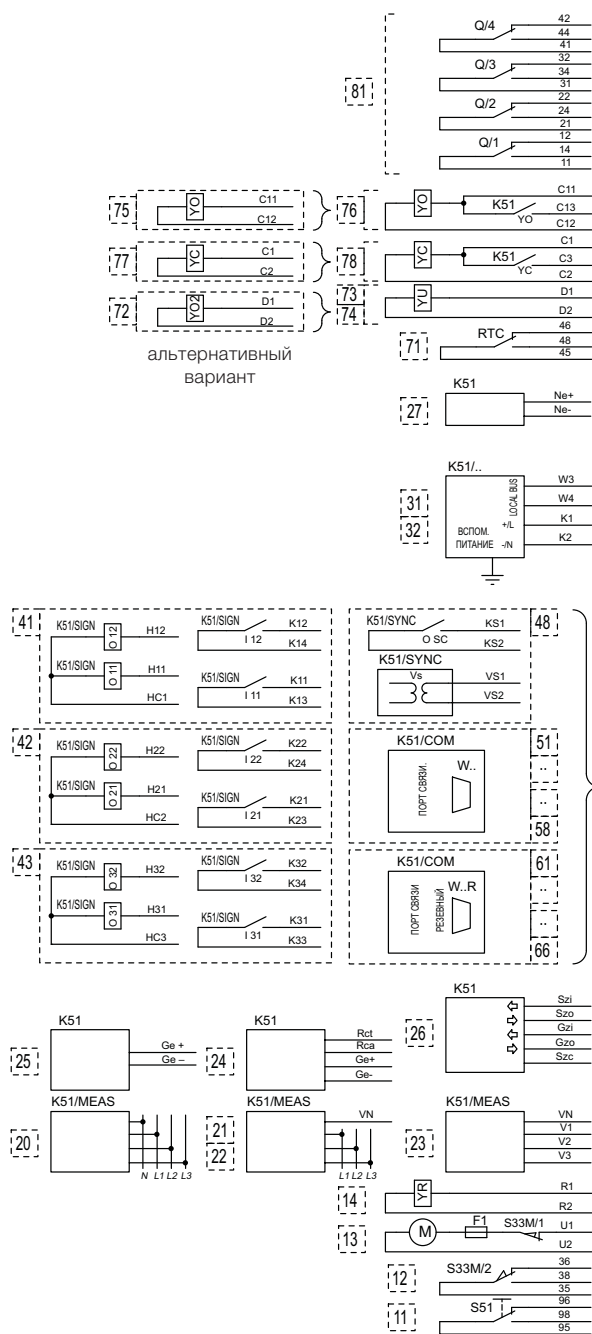 42
Q/4
44
41
32
Q/3
34
31
81
22
Q/2
24
21
12
Q/1
14
11
75
YO
C11
C12
76
YO
C11
K51
C13
YO
C12
77
YC
C1
C2
78
YC
C1
K51
C3
YC
C2
72
YO2
D1
D2
73
74
YU
D1
D2
альтернативный
вариант
71
RTC
46
48
45
K51
27
Ne+
Ne-
K51/..
31
32
LOCAL BUS
W3
W4
ВСПОМ.
ПИТАНИЕ
+/L
-/N
K1
K2
41
K51/SIGN
O 12
H12
K51/SIGN
O 11
H11
HC1
K51/SIGN
I 12
K12
K14
K51/SIGN
I 11
K11
K13
48
K51/SYNC
O SC
KS1
KS2
K51/SYNC
Vs
VS1
VS2
42
K51/SIGN
O 22
H22
K51/SIGN
O 21
H21
HC2
K51/SIGN
I 22
K22
K24
K51/SIGN
I 21
K21
K23
K51/COM
ПОРТ СВЯЗИ.
W..
51
..
..
58
43
K51/SIGN
O 32
H32
K51/SIGN
O 31
H31
HC3
K51/SIGN
I 32
K32
K34
K51/SIGN
I 31
K31
K33
K51/COM
ПОРТ СВЯЗИ
РЕЗЕВНЫЙ
W..R
61
..
..
66
25
K51
Ge +
Ge –
24
K51
Rct
Rca
Ge+
Ge-
26
K51
Szi
Szo
Gzi
Gzo
Szc
20
K51/MEAS
N L1 L2 L3
21
22
K51/MEAS
VN
L1 L2 L3
23
K51/MEAS
VN
V1
V2
V3
14
YR
R1
R2
13
M
F1
S33M/1
U1
U2
12
S33M/2
36
38
35
11
S51
96
98
95